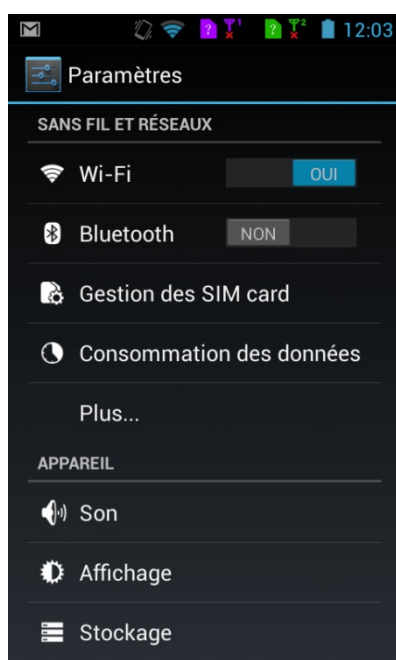 12:03
Paramètres
SANS FIL ET RÉSEAUX
Wi-Fi OUI
Bluetooth NON
Gestion des SIM card
Consommation des données
Plus...
APPAREIL
Son
Affichage
Stockage